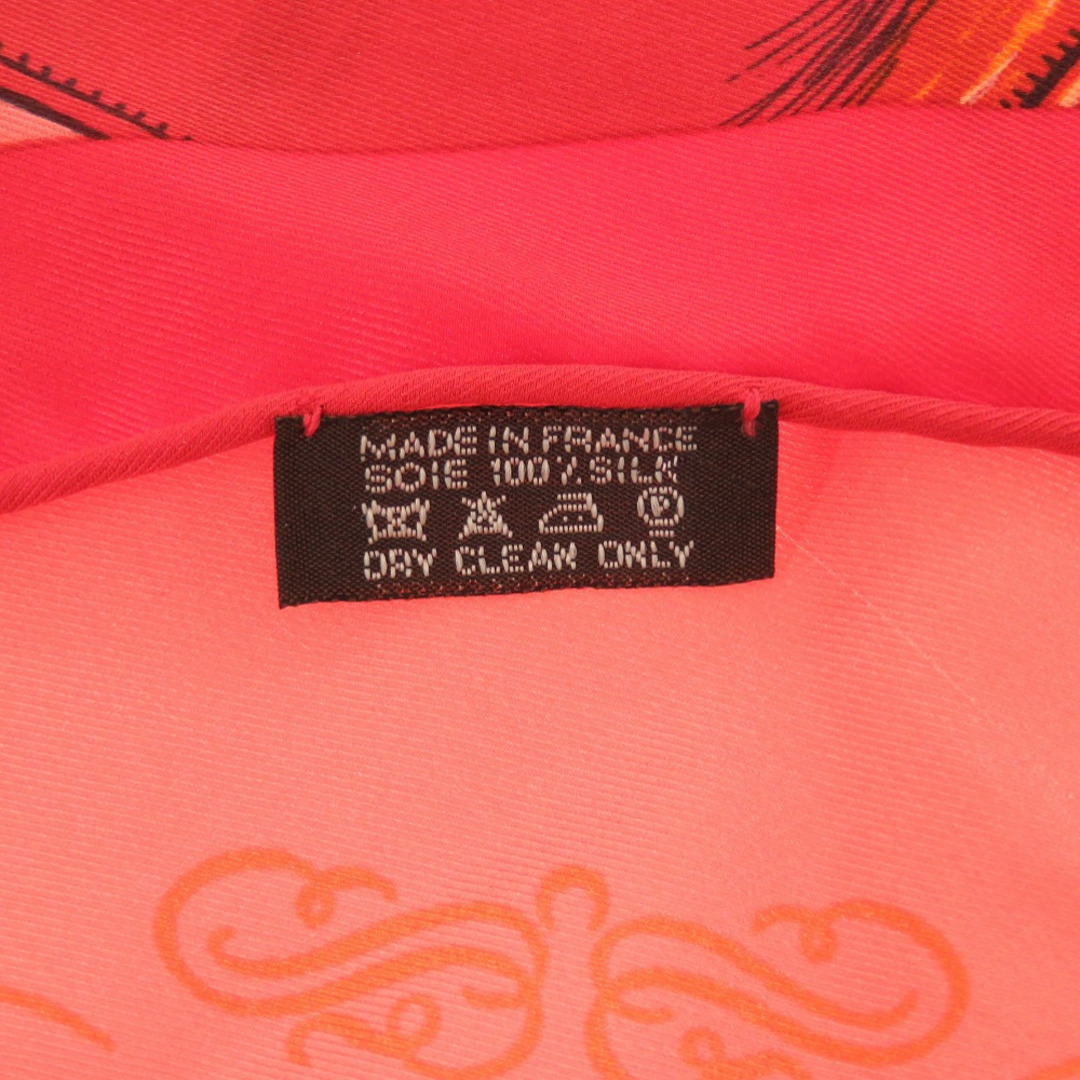 MADE IN FRANCE
SOIE 100% SILK
DRY CLEAN ONLY